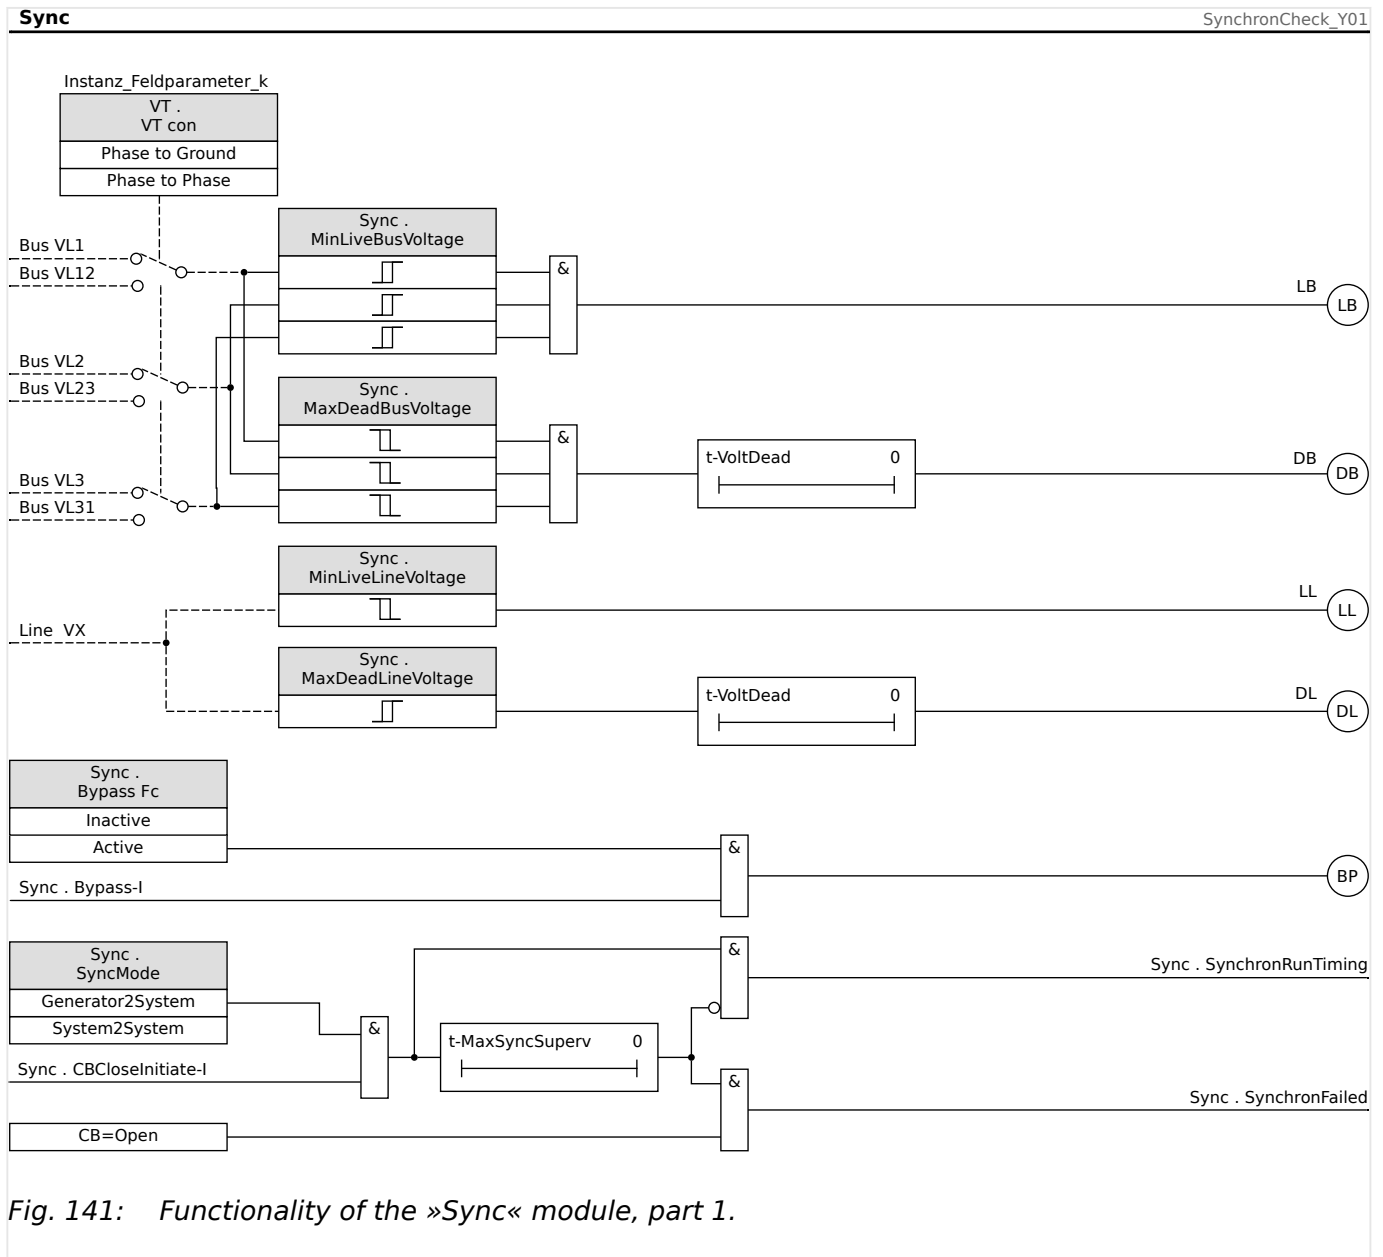 Sync
SynchronCheck_Y01
Instanz_Feldparameter_k
VT .
VT con
Phase to Ground
Phase to Phase
Sync .
MinLiveBusVoltage
Bus VL1
Bus VL12
&
LB
LB
Bus VL2
Bus VL23
Sync .
MaxDeadBusVoltage
&
t-VoltDead 0
DB
DB
Bus VL3
Bus VL31
Sync .
MinLiveLineVoltage
LL
LL
Line VX
Sync .
MaxDeadLineVoltage
t-VoltDead 0
DL
DL
Sync .
Bypass Fc
Inactive
Active
&
BP
Sync . Bypass-I
Sync .
SyncMode
Generator2System
System2System
&
Sync . SynchronRunTiming
&
t-MaxSyncSuperv 0
Sync . CBCloseInitiate-I
&
Sync . SynchronFailed
CB=Open
Fig. 141: Functionality of the »Sync« module, part 1.